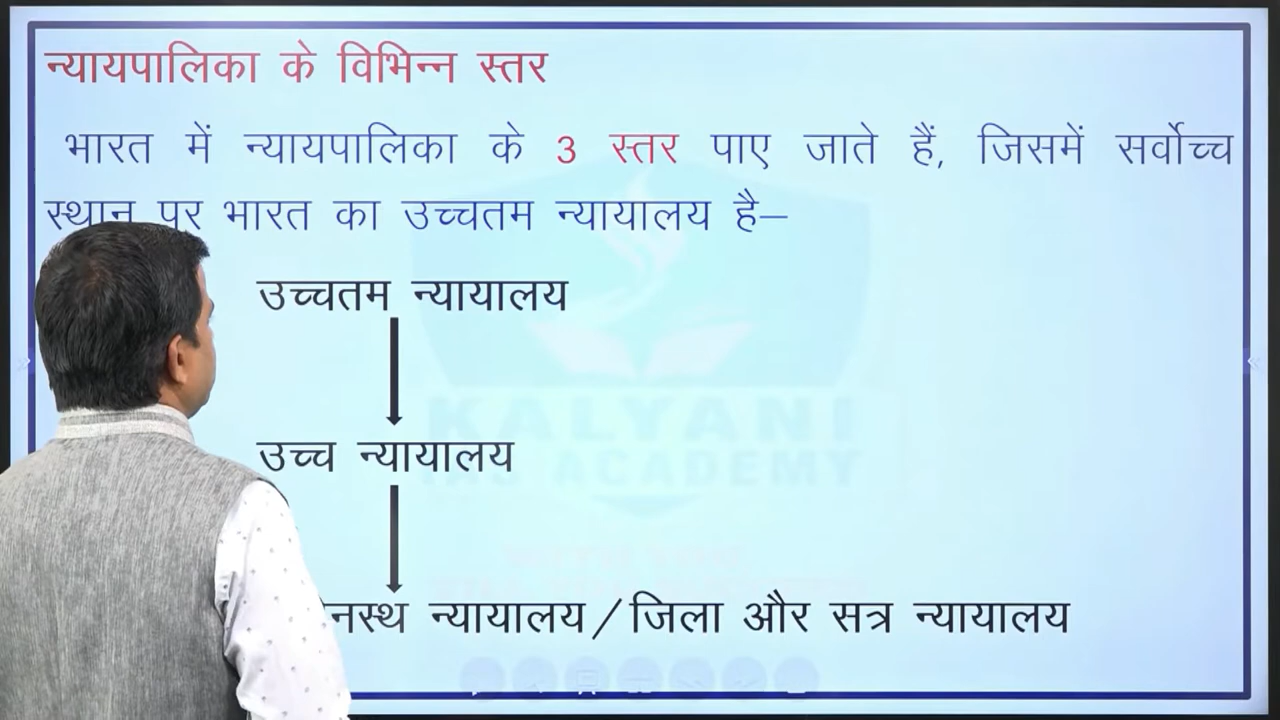 न्यायपालिका के विभिन्न स्तर
भारत में न्यायपालिका के 3 स्तर पाए जाते हैं, जिसमें सर्वोच्च
स्थान पर भारत का उच्चतम न्यायालय है–
उच्चतम न्यायालय
उच्च न्यायालय
न्यायालय/जिला और सत्र न्यायालय
KALYANI
IAS ACADEMY